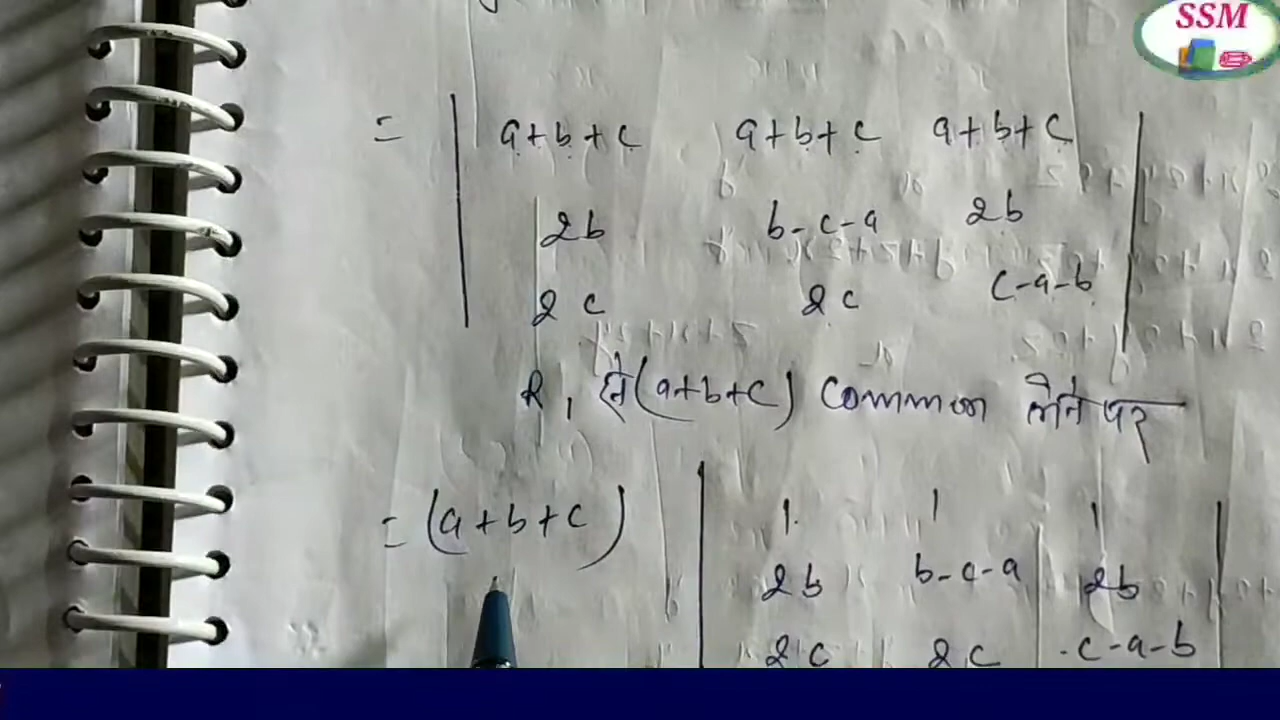 SSM
= | a+b+c a+b+c a+b+c |
| 2b b-c-a 2b |
| 2c 2c c-a-b |
R₁ से (a+b+c) common लेने पर
= (a+b+c) | 1 1 1 |
| 2b b-c-a 2b |
| 2c 2c c-a-b |